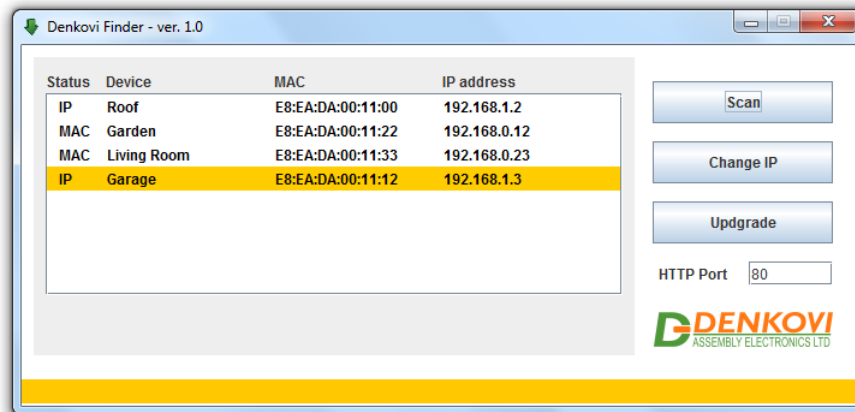 Denkovi Finder - ver. 1.0
Status Device MAC IP address
IP Roof E8:EA:DA:00:11:00 192.168.1.2
MAC Garden E8:EA:DA:00:11:22 192.168.0.12
MAC Living Room E8:EA:DA:00:11:33 192.168.0.23
IP Garage E8:EA:DA:00:11:12 192.168.1.3
Scan
Change IP
Updgrade
HTTP Port 80
DENKOVI
ASSEMBLY ELECTRONICS LTD